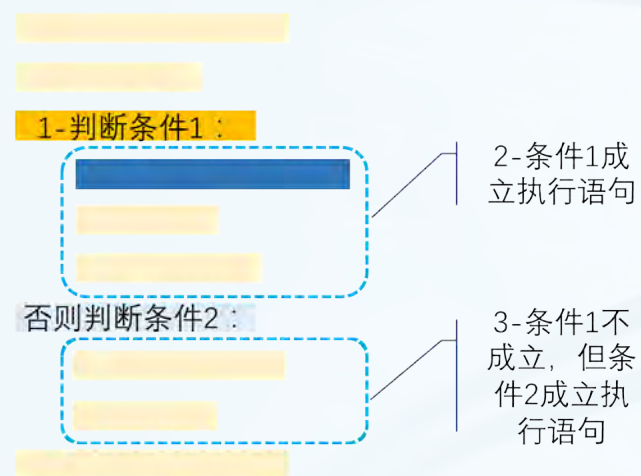 1-判断条件1：
2-条件1成
立执行语句
否则判断条件2：
3-条件1不
成立，但条
件2成立执
行语句